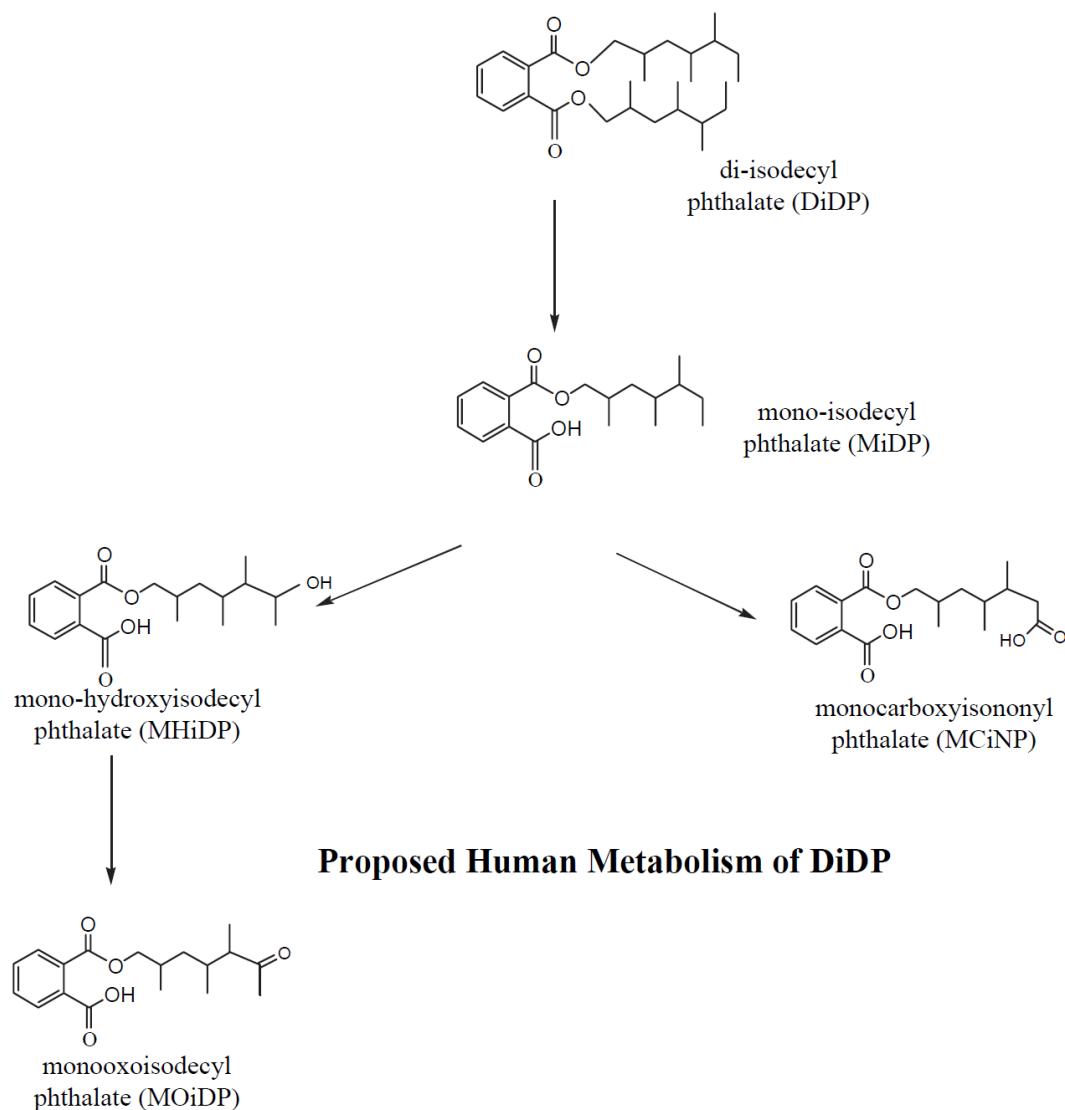 O
O
O
O
di-isodecyl
phthalate (DiDP)
O
O
OH
O
mono-isodecyl
phthalate (MiDP)
O
O
OH
OH
O
mono-hydroxyisodecyl
phthalate (MHiDP)
O
O
OH
O
HO
O
monocarboxyisononyl
phthalate (MCiNP)
Proposed Human Metabolism of DiDP
O
O
O
OH
O
monooxoisodecyl
phthalate (MOiDP)